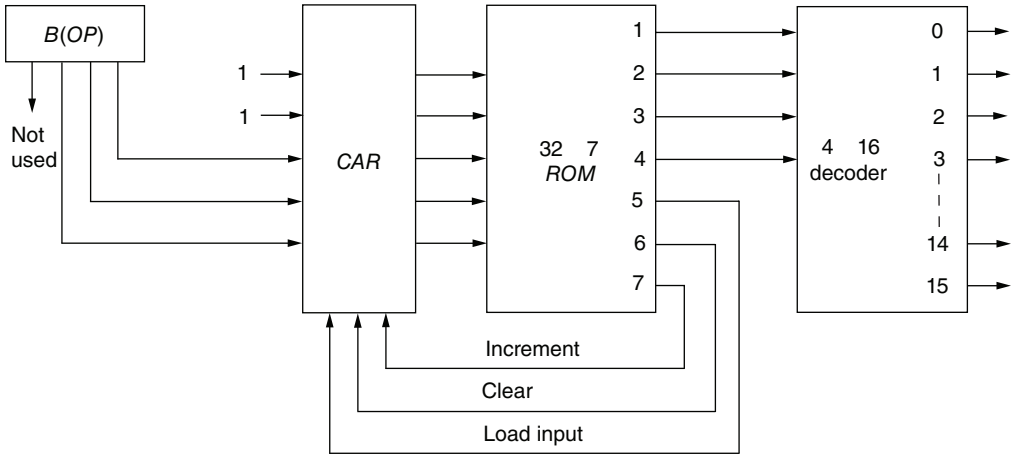 B(OP)
Not
used
1
1
CAR
32 7
ROM
1
2
3
4
5
6
7
4 16
decoder
0
1
2
3
14
15
Increment
Clear
Load input